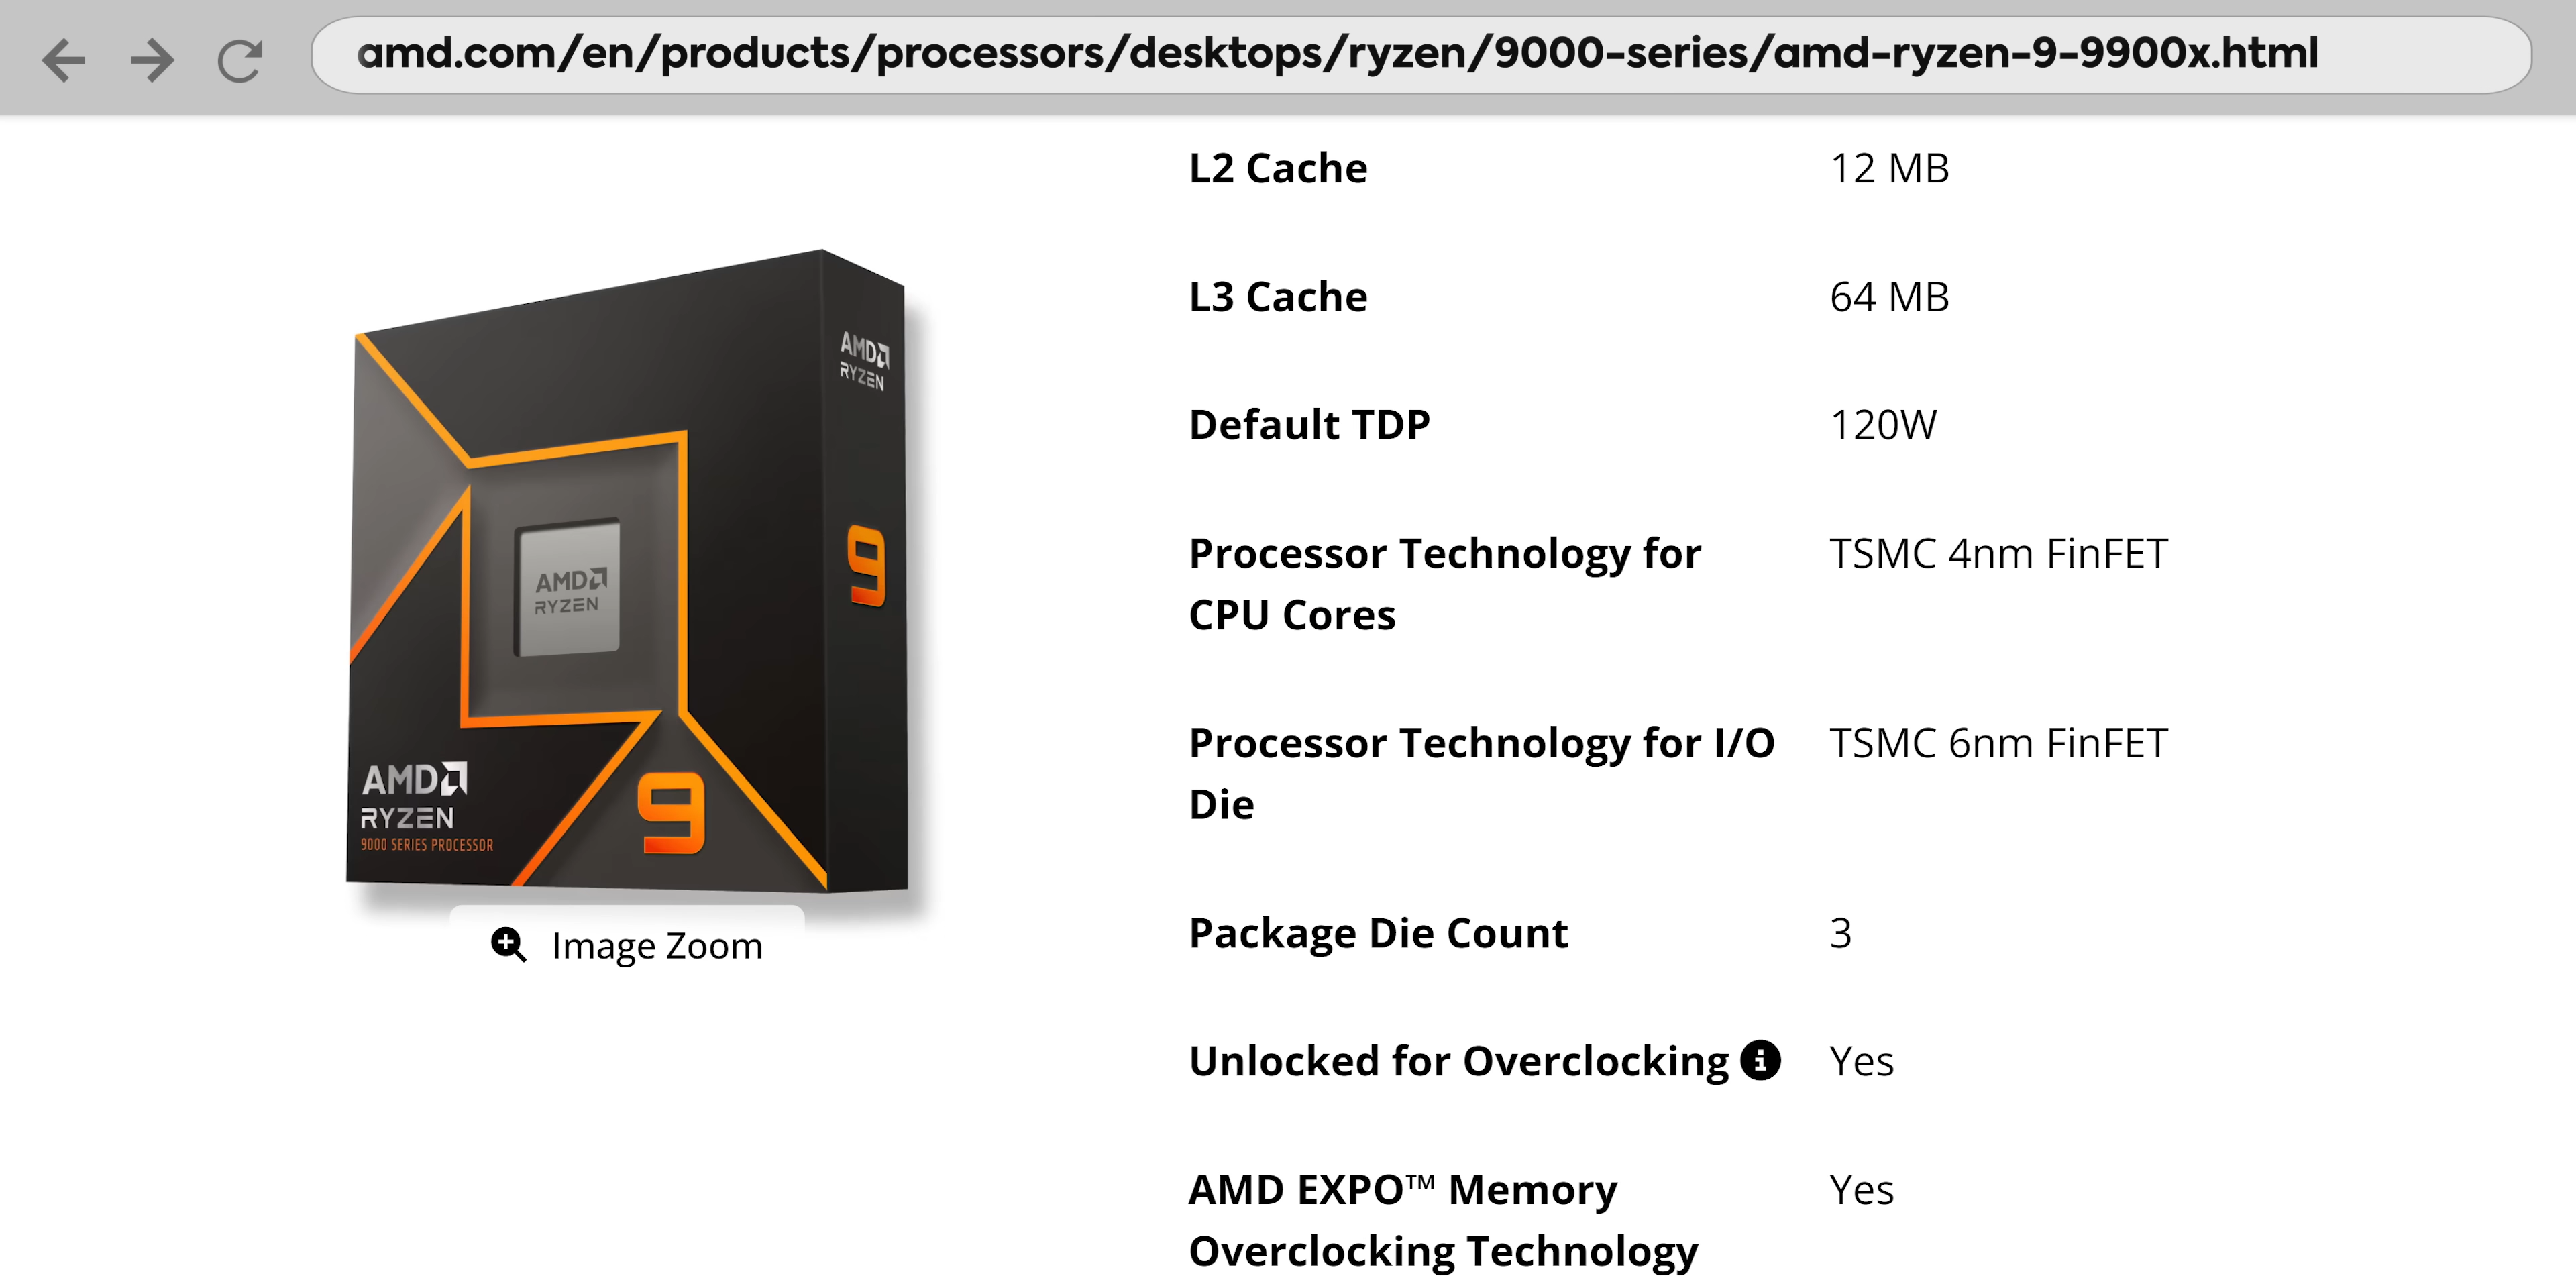 amd.com/en/products/processors/desktops/ryzen/9000-series/amd-ryzen-9-9900x.html
L2 Cache 12 MB
L3 Cache 64 MB
Default TDP 120W
Processor Technology for TSMC 4nm FinFET
CPU Cores
Processor Technology for I/O TSMC 6nm FinFET
Die
Package Die Count 3
Unlocked for Overclocking Yes
AMD EXPO™ Memory Yes
Overclocking Technology
AMD
RYZEN
9
AMD
RYZEN
AMD
RYZEN
9000 SERIES PROCESSOR
9
Image Zoom